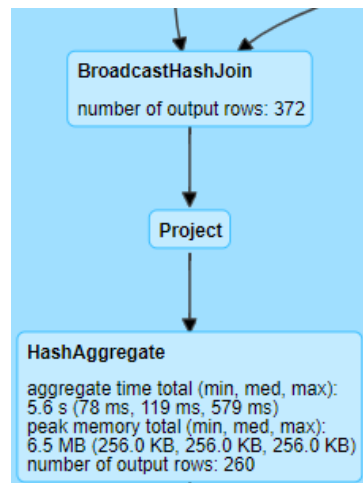 BroadcastHashJoin
number of output rows: 372
Project
HashAggregate
aggregate time total (min, med, max):
5.6 s (78 ms, 119 ms, 579 ms)
peak memory total (min, med, max):
6.5 MB (256.0 KB, 256.0 KB, 256.0 KB)
number of output rows: 260